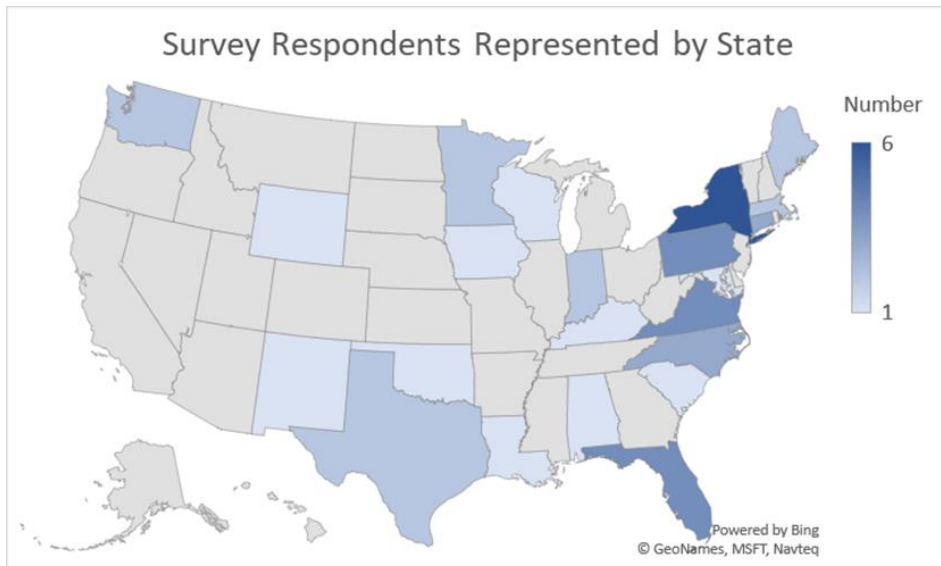 Survey Respondents Represented by State
Number
6
1
Powered by Bing
© GeoNames, MSFT, Navteq